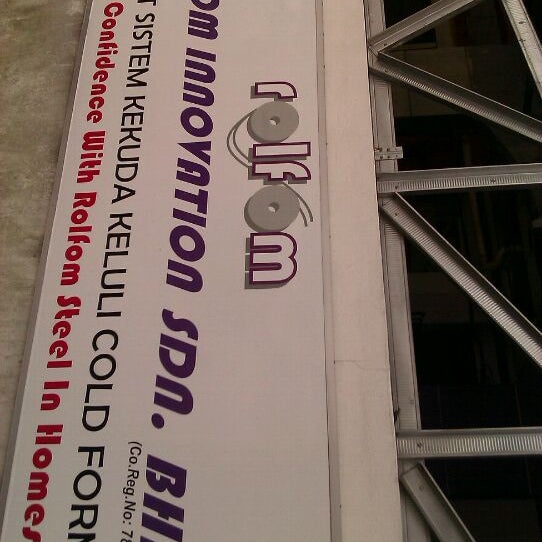 rolfom
OM INNOVATION SDN. BH
(Co.Reg.No: 7
T SISTEM KEKUDA KELULI COLD FORM
Confidence With Rolfom Steel In Homes